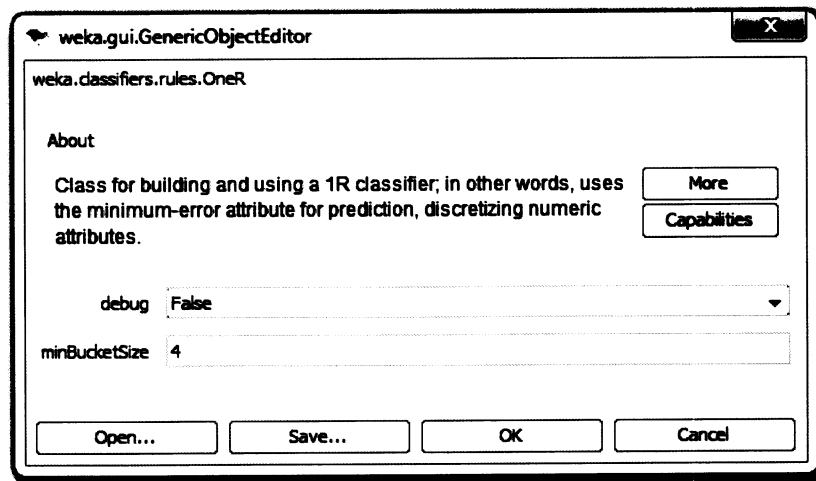 weka.gui.GenericObjectEditor
X
weka.classifiers.rules.OneR
About
Class for building and using a 1R classifier; in other words, uses
the minimum-error attribute for prediction, discretizing numeric
attributes.
More
Capabilities
debug False
minBucketSize 4
Open... Save... OK Cancel